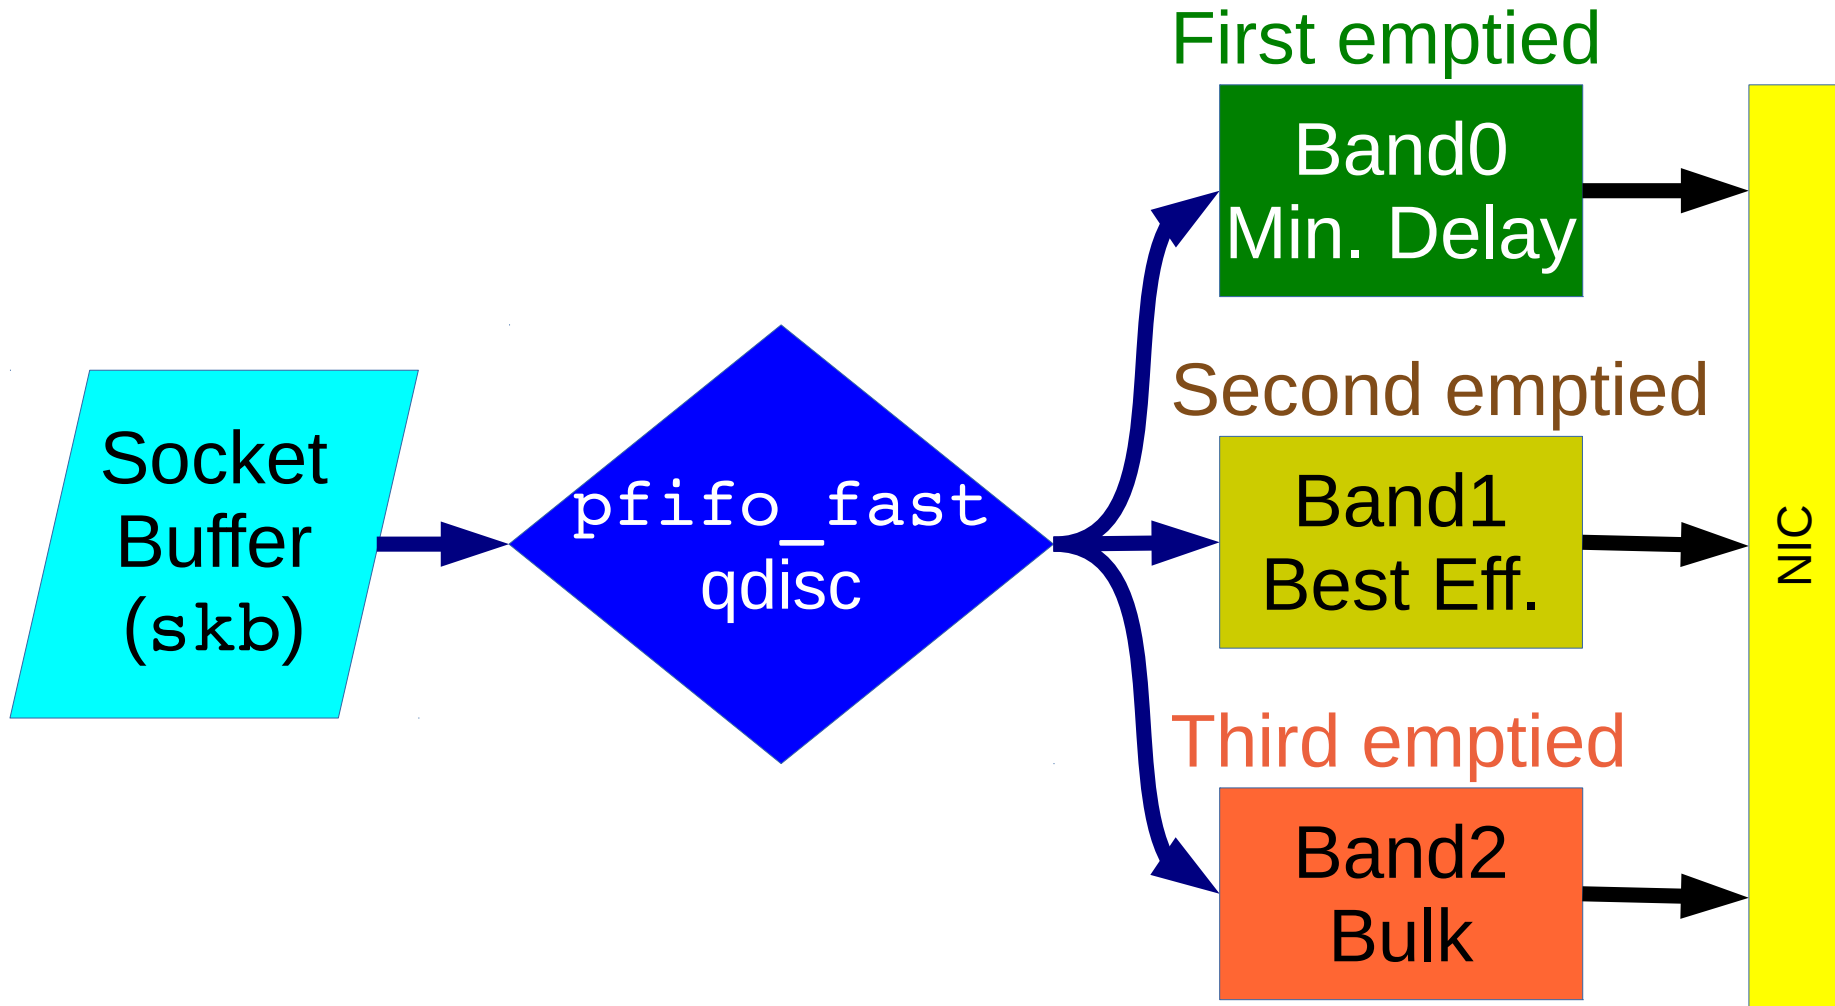 Socket
Buffer
(skb)
pfifo_fast
qdisc
First emptied
Band0
Min. Delay
Second emptied
Band1
Best Eff.
Third emptied
Band2
Bulk
NIC